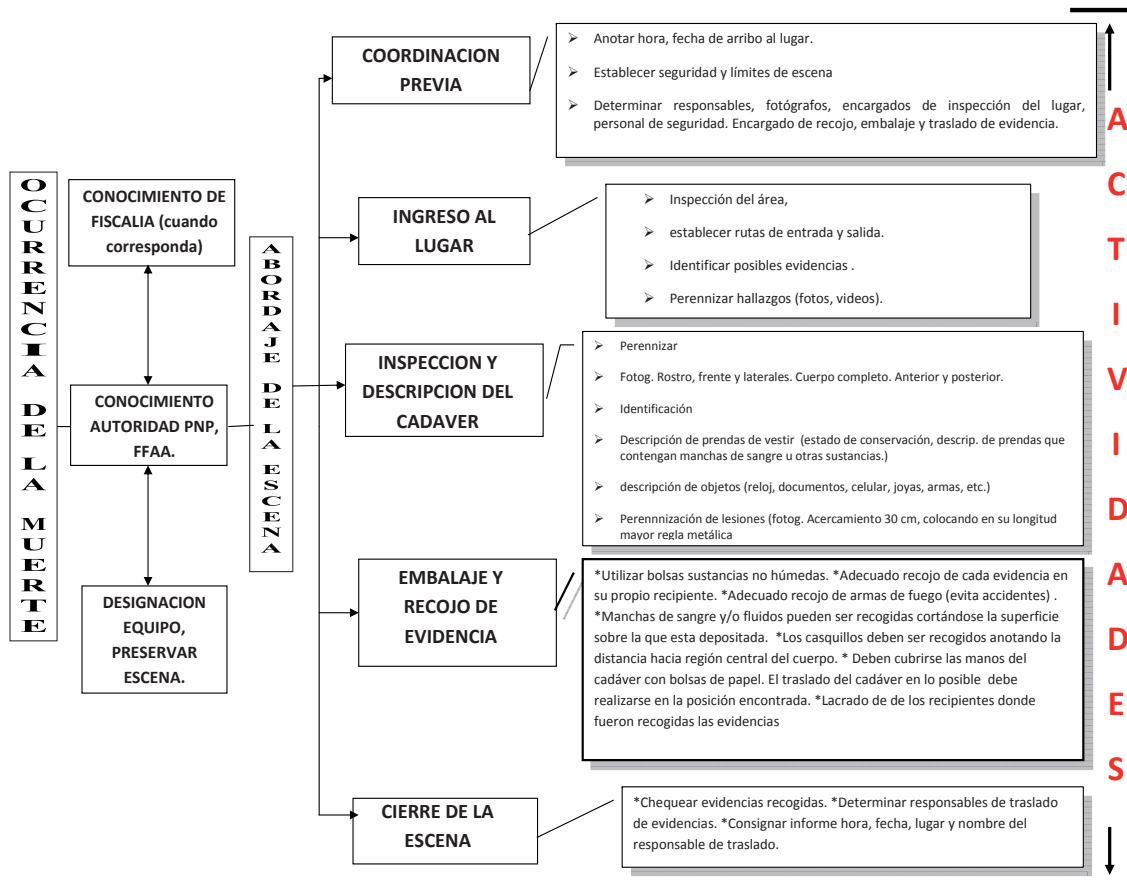 OCURRENCIA DE LA MUERTE
CONOCIMIENTO DE
FISCALIA (cuando
corresponda)
CONOCIMIENTO
AUTORIDAD PNP,
FFAA.
DESIGNACION
EQUIPO,
PRESERVAR
ESCENA.
ABORDAJE DE LA ESCENA
COORDINACION
PREVIA
➢ Anotar hora, fecha de arribo al lugar.
➢ Establecer seguridad y límites de escena
➢ Determinar responsables, fotógrafos, encargados de inspección del lugar,
personal de seguridad. Encargado de recojo, embalaje y traslado de evidencia.
INGRESO AL
LUGAR
➢ Inspección del área,
➢ establecer rutas de entrada y salida.
➢ Identificar posibles evidencias .
➢ Perennizar hallazgos (fotos, videos).
INSPECCION Y
DESCRIPCION DEL
CADAVER
➢ Perennizar
➢ Fotog. Rostro, frente y laterales. Cuerpo completo. Anterior y posterior.
➢ Identificación
➢ Descripción de prendas de vestir (estado de conservación, descrip. de prendas que
contengan manchas de sangre u otras sustancias.)
➢ descripción de objetos (reloj, documentos, celular, joyas, armas, etc.)
➢ Perennnización de lesiones (fotog. Acercamiento 30 cm, colocando en su longitud
mayor regla metálica
EMBALAJE Y
RECOJO DE
EVIDENCIA
*Utilizar bolsas sustancias no húmedas. *Adecuado recojo de cada evidencia en
su propio recipiente. *Adecuado recojo de armas de fuego (evita accidentes) .
*Manchas de sangre y/o fluidos pueden ser recogidas cortándose la superficie
sobre la que esta depositada. *Los casquillos deben ser recogidos anotando la
distancia hacia región central del cuerpo. * Deben cubrirse las manos del
cadáver con bolsas de papel. El traslado del cadáver en lo posible debe
realizarse en la posición encontrada. *Lacrado de de los recipientes donde
fueron recogidas las evidencias
CIERRE DE LA
ESCENA
*Chequear evidencias recogidas. *Determinar responsables de traslado
de evidencias. *Consignar informe hora, fecha, lugar y nombre del
responsable de traslado.
ACTIVIDADES